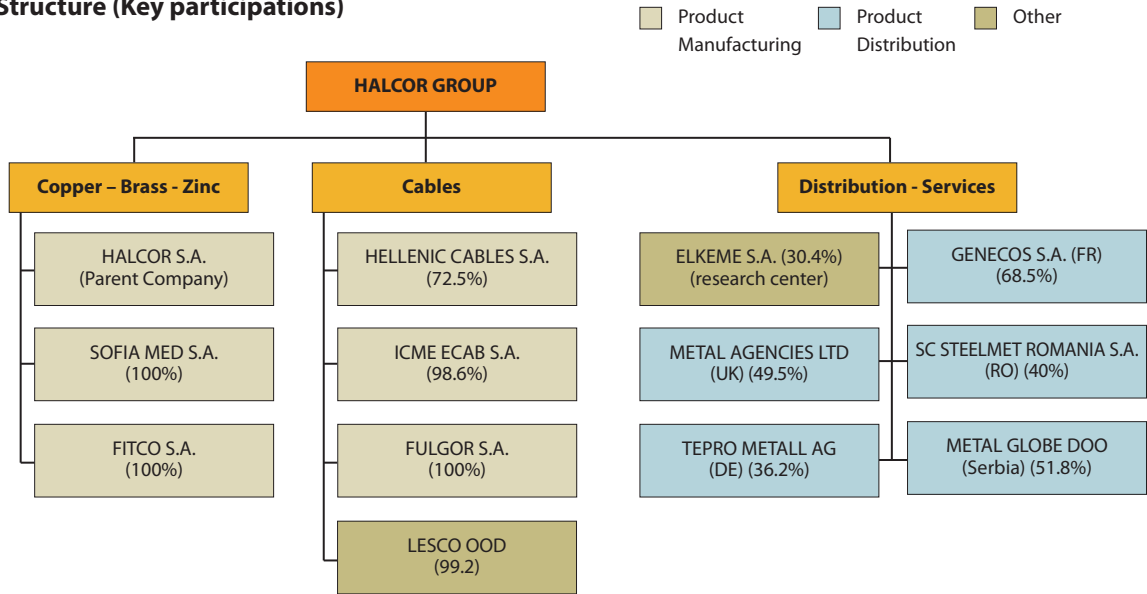 Structure (Key participations)
Product
Manufacturing
Product
Distribution
Other
HALCOR GROUP
Copper – Brass - Zinc
Cables
Distribution - Services
HALCOR S.A.
(Parent Company)
SOFIA MED S.A.
(100%)
FITCO S.A.
(100%)
HELLENIC CABLES S.A.
(72.5%)
ICME ECAB S.A.
(98.6%)
FULGOR S.A.
(100%)
LESCO OOD
(99.2)
ELKEME S.A. (30.4%)
(research center)
METAL AGENCIES LTD
(UK) (49.5%)
TEPRO METALL AG
(DE) (36.2%)
GENECOS S.A. (FR)
(68.5%)
SC STEELMET ROMANIA S.A.
(RO) (40%)
METAL GLOBE DOO
(Serbia) (51.8%)